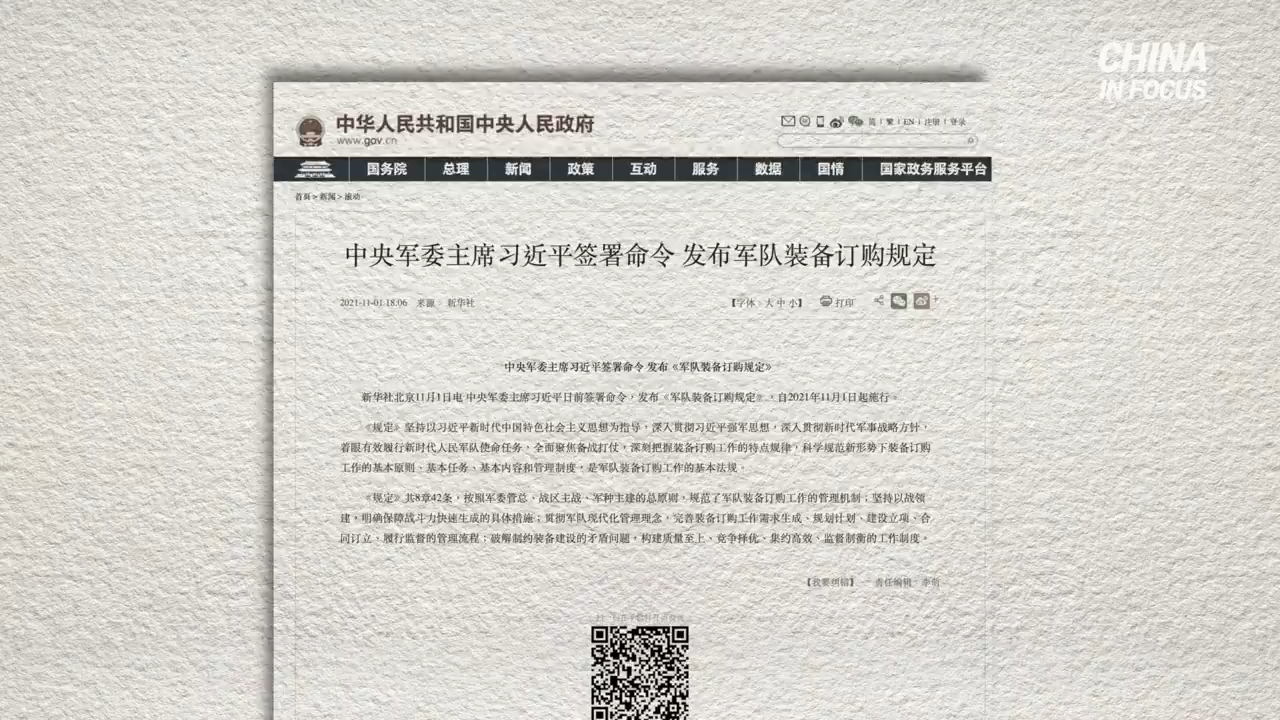 CHINA
IN FOCUS
中华人民共和国中央人民政府
www.gov.cn
简 | 繁 | EN | 注册 | 登录
国务院 总理 新闻 政策 互动 服务 数据 国情 国家政务服务平台
首页 > 新闻 > 滚动
中央军委主席习近平签署命令 发布军队装备订购规定
2021-11-01 18:06 来源： 新华社 【字体：大 中 小】 打印
中央军委主席习近平签署命令 发布《军队装备订购规定》
新华社北京11月1日电 中央军委主席习近平日前签署命令，发布《军队装备订购规定》，自2021年11月1日起施行。
《规定》坚持以习近平新时代中国特色社会主义思想为指导，深入贯彻习近平强军思想，深入贯彻新时代军事战略方针，
着眼有效履行新时代人民军队使命任务，全面聚焦备战打仗，深刻把握装备订购工作的特点规律，科学规范新形势下装备订购
工作的基本原则、基本任务、基本内容和管理制度，是军队装备订购工作的基本法规。
《规定》共8章42条，按照军委管总、战区主战、军种主建的总原则，规范了军队装备订购工作的管理机制；坚持以战领
建，明确保障战斗力快速生成的具体措施；贯彻军队现代化管理理念，完善装备订购工作需求生成、规划计划、建设立项、合
同订立、履行监督的管理流程；破解制约装备建设的矛盾问题，构建质量至上、竞争择优、集约高效、监督制衡的工作制度。
【我要纠错】 责任编辑：李萌